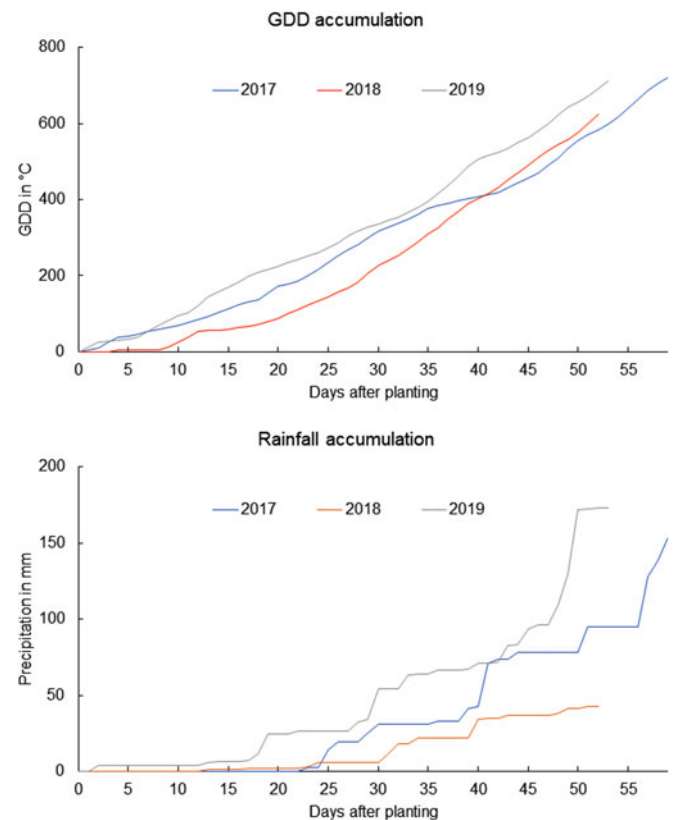 GDD accumulation
800
2017 2018 2019
600
GDD in °C
400
200
0
0 5 10 15 20 25 30 35 40 45 50 55
Days after planting
Rainfall accumulation
200
2017 2018 2019
150
Precipitation in mm
100
50
0
0 5 10 15 20 25 30 35 40 45 50 55
Days after planting